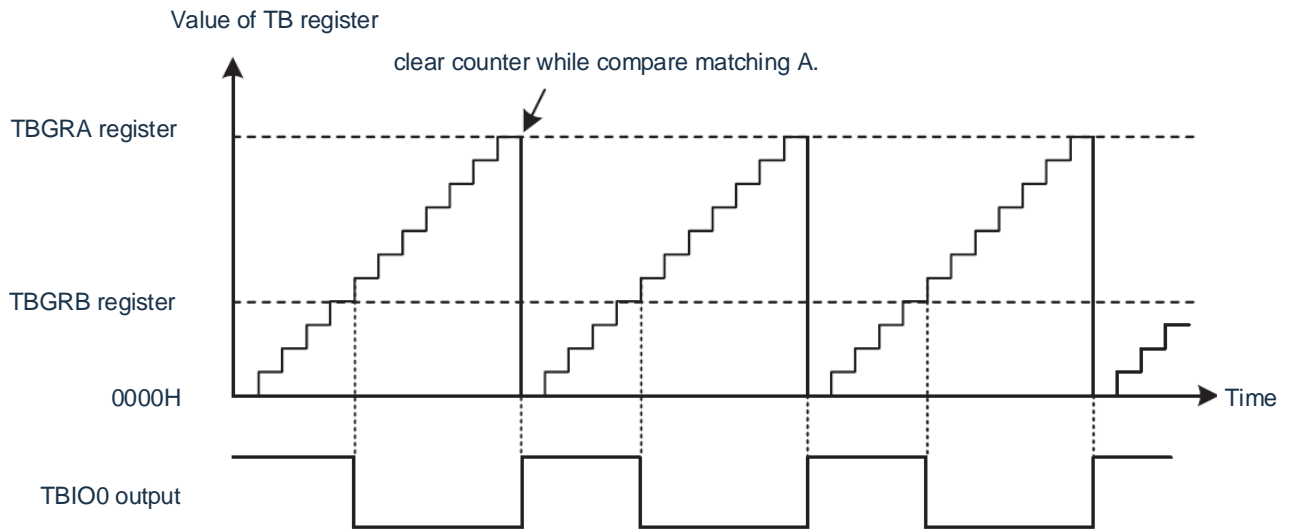 Value of TB register
clear counter while compare matching A.
TBGRA register
TBGRB register
0000H
Time
TBIO0 output